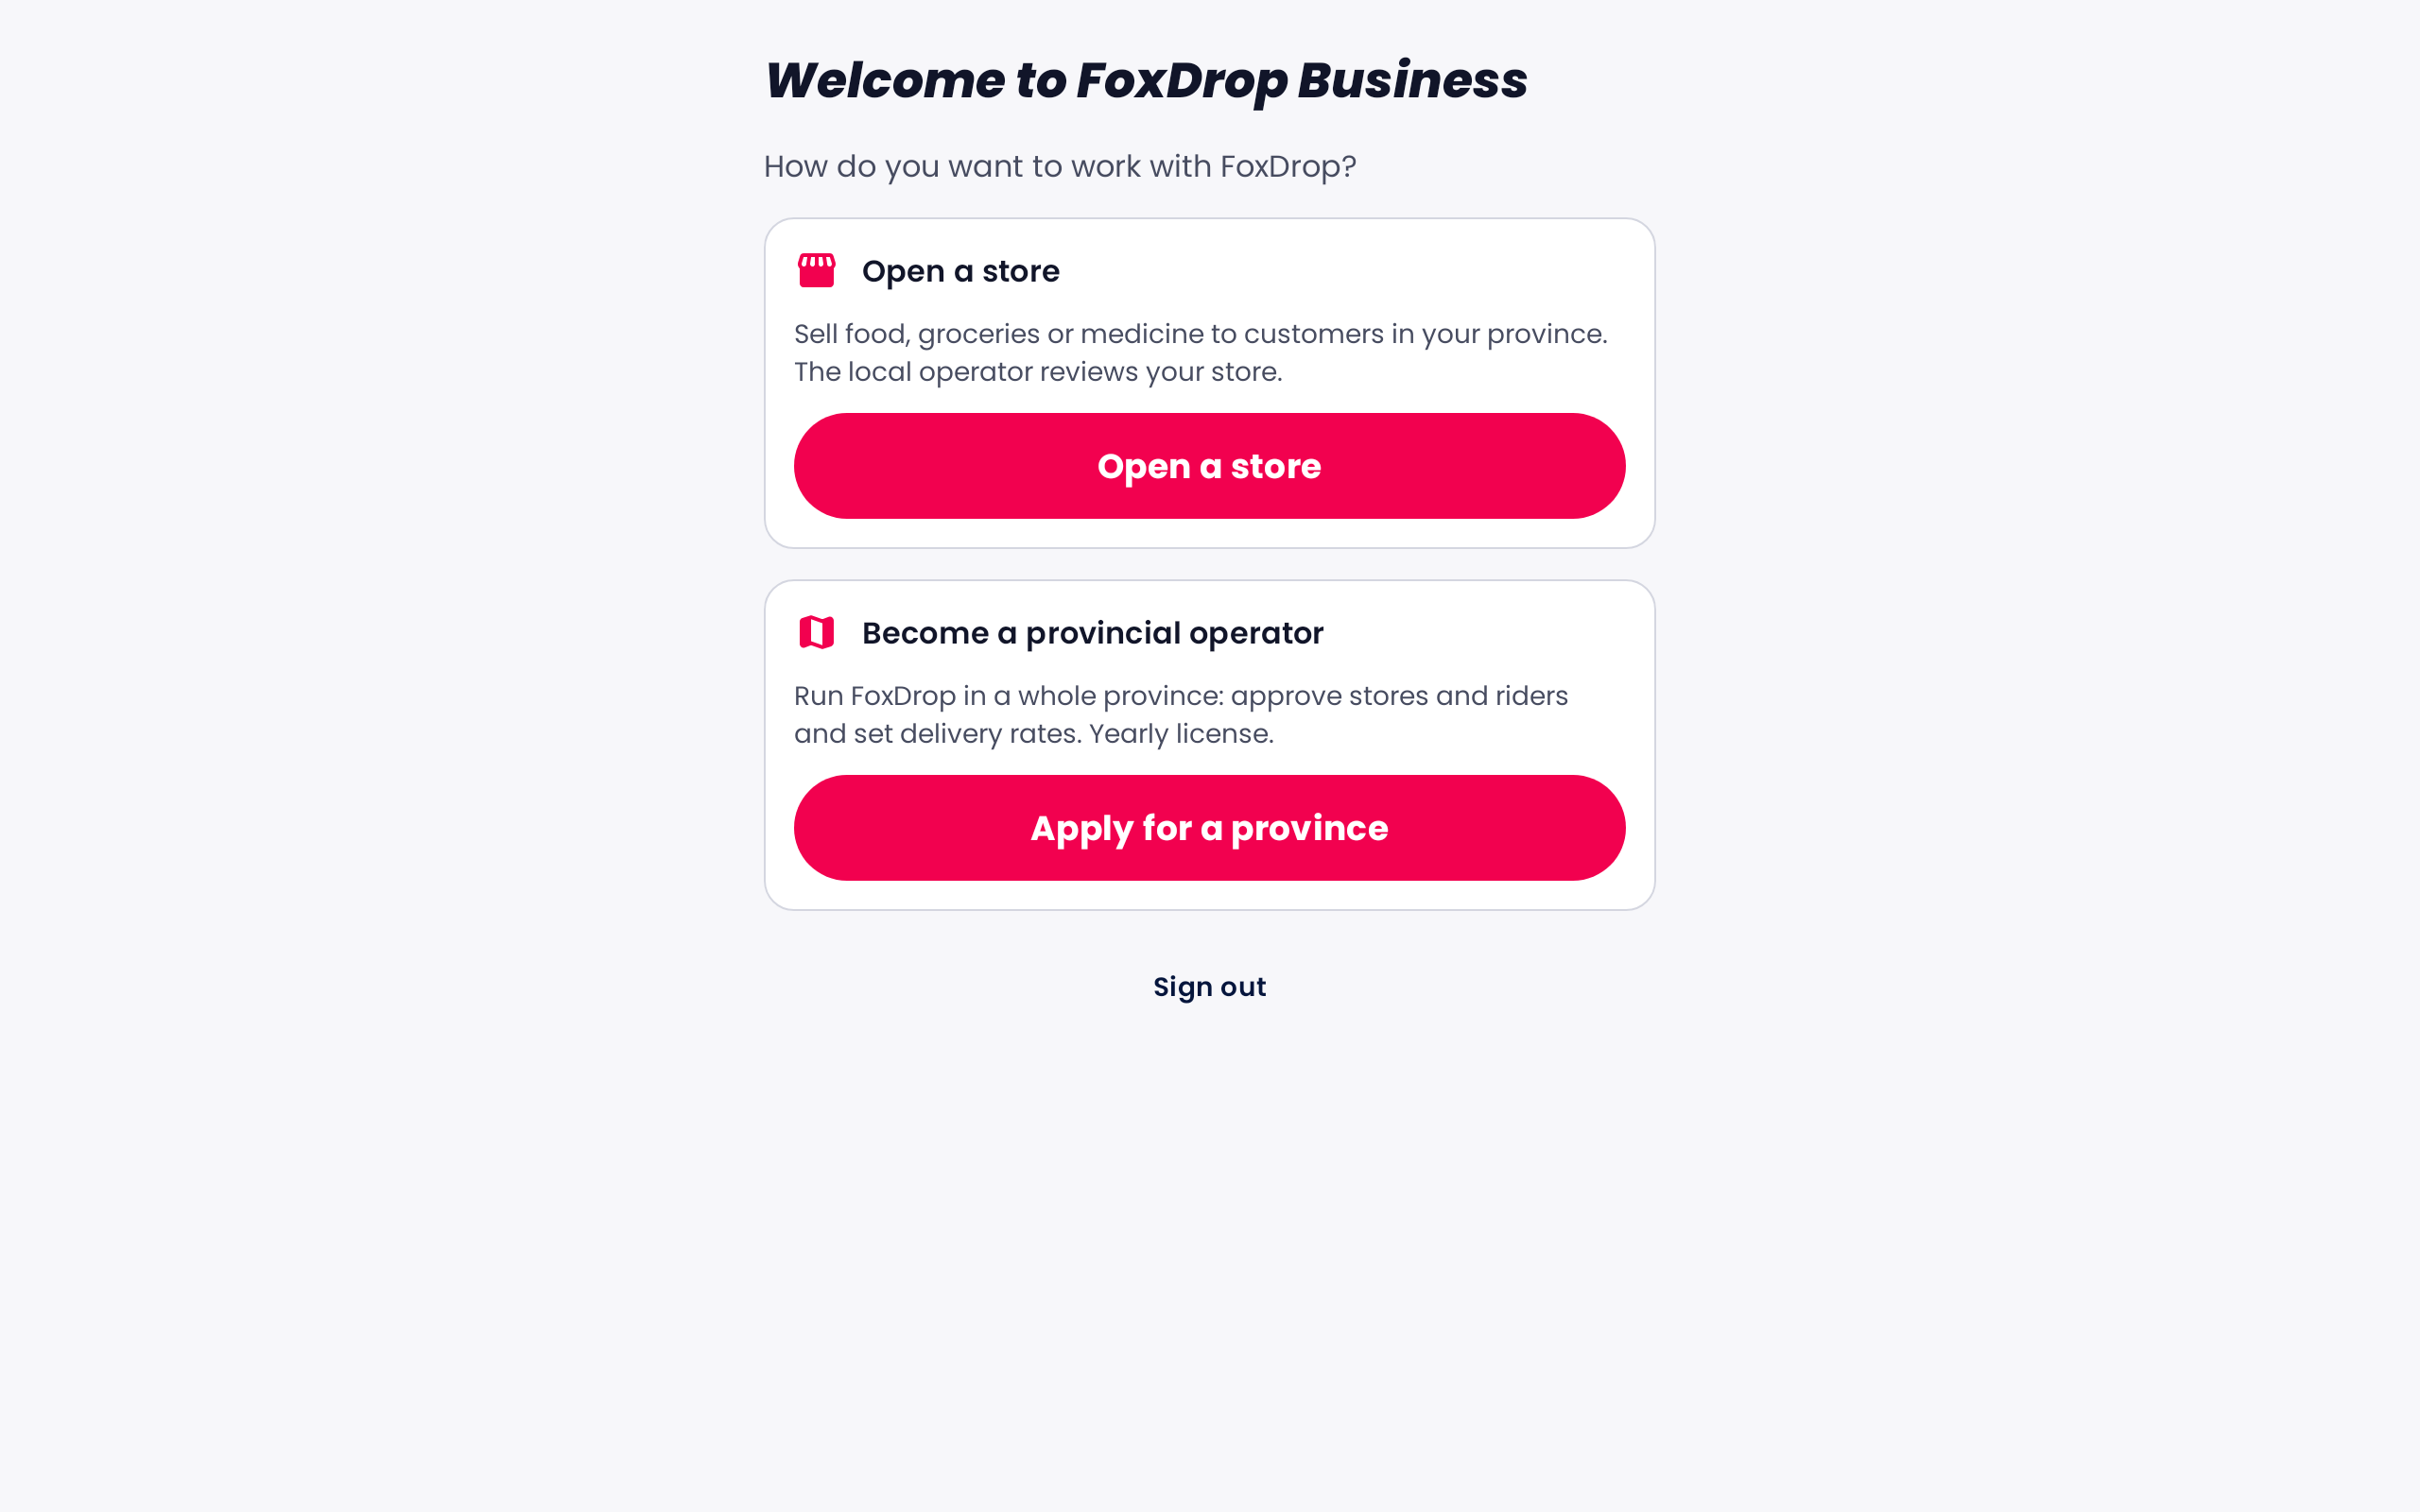 Welcome to FoxDrop Business
How do you want to work with FoxDrop?
Open a store
Sell food, groceries or medicine to customers in your province.
The local operator reviews your store.
Open a store
Become a provincial operator
Run FoxDrop in a whole province: approve stores and riders
and set delivery rates. Yearly license.
Apply for a province
Sign out